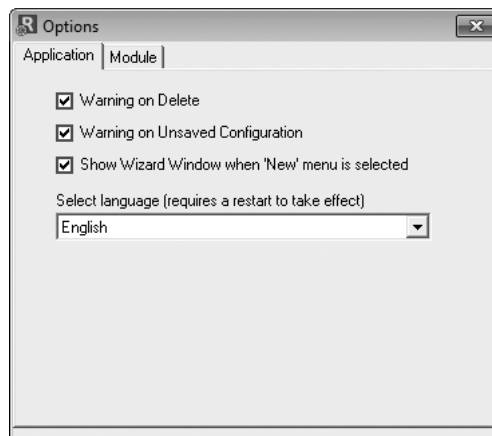 Options
Application Module
Warning on Delete
Warning on Unsaved Configuration
Show Wizard Window when 'New' menu is selected
Select language (requires a restart to take effect)
English